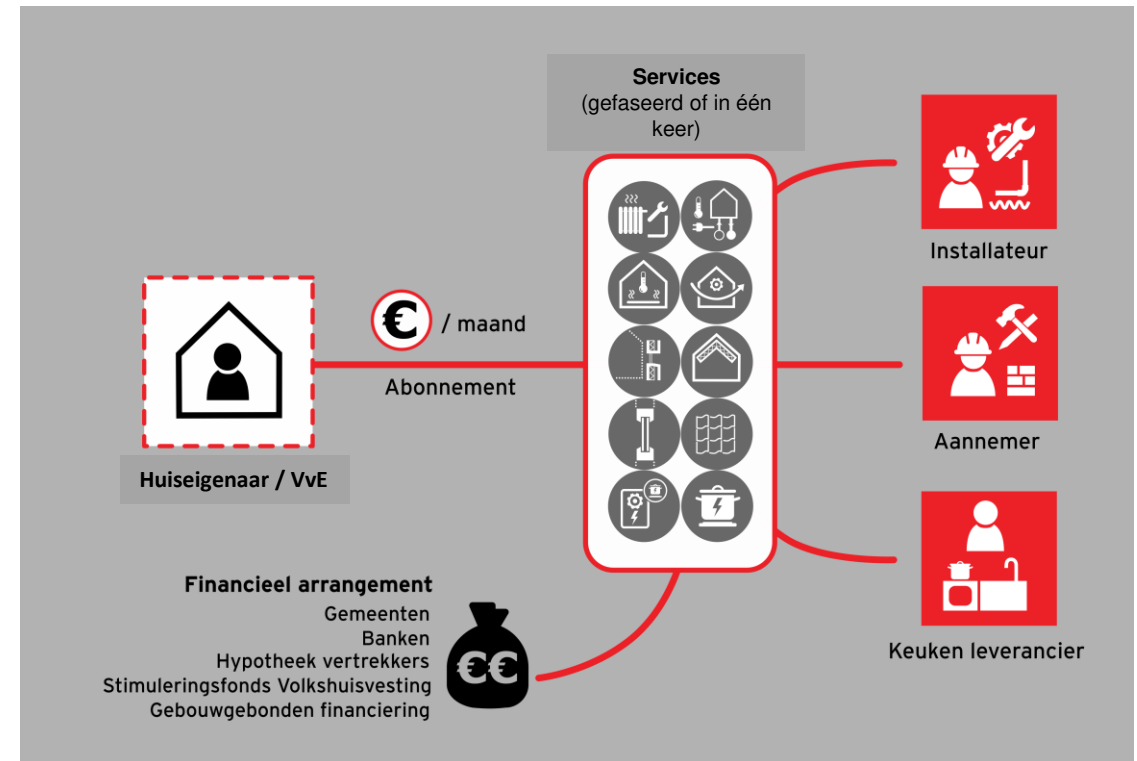 Services
(gefaseerd of in één
keer)
Installateur
€ / maand
Abonnement
Aannemer
Huiseigenaar / VvE
Financieel arrangement
Gemeenten
Banken
Hypotheek vertrekkers
Stimuleringsfonds Volkshuisvesting
Gebouwgebonden financiering
€€
Keuken leverancier